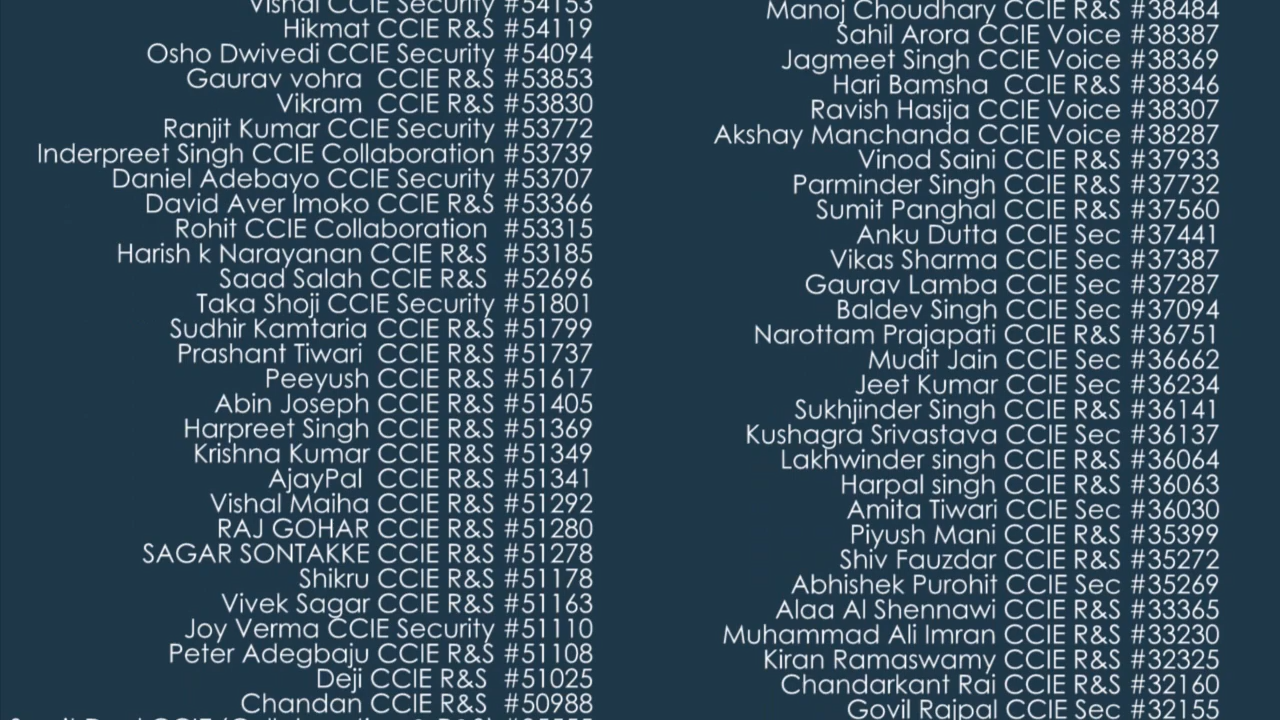 Vishal CCIE Security #54153
Hikmat CCIE R&S #54119
Osho Dwivedi CCIE Security #54094
Gaurav vohra CCIE R&S #53853
Vikram CCIE R&S #53830
Ranjit Kumar CCIE Security #53772
Inderpreet Singh CCIE Collaboration #53739
Daniel Adebayo CCIE Security #53707
David Aver Imoko CCIE R&S #53366
Rohit CCIE Collaboration #53315
Harish k Narayanan CCIE R&S #53185
Saad Salah CCIE R&S #52696
Taka Shoji CCIE Security #51801
Sudhir Kamtaria CCIE R&S #51799
Prashant Tiwari CCIE R&S #51737
Peeyush CCIE R&S #51617
Abin Joseph CCIE R&S #51405
Harpreet Singh CCIE R&S #51369
Krishna Kumar CCIE R&S #51349
AjayPal CCIE R&S #51341
Vishal Maiha CCIE R&S #51292
RAJ GOHAR CCIE R&S #51280
SAGAR SONTAKKE CCIE R&S #51278
Shikru CCIE R&S #51178
Vivek Sagar CCIE R&S #51163
Joy Verma CCIE Security #51110
Peter Adegbaju CCIE R&S #51108
Deji CCIE R&S #51025
Chandan CCIE R&S #50988
Manoj Choudhary CCIE R&S #38484
Sahil Arora CCIE Voice #38387
Jagmeet Singh CCIE Voice #38369
Hari Bamsha CCIE R&S #38346
Ravish Hasija CCIE Voice #38307
Akshay Manchanda CCIE Voice #38287
Vinod Saini CCIE R&S #37933
Parminder Singh CCIE R&S #37732
Sumit Panghal CCIE R&S #37560
Anku Dutta CCIE Sec #37441
Vikas Sharma CCIE Sec #37387
Gaurav Lamba CCIE Sec #37287
Baldev Singh CCIE Sec #37094
Narottam Prajapati CCIE R&S #36751
Mudit Jain CCIE Sec #36662
Jeet Kumar CCIE Sec #36234
Sukhjinder Singh CCIE R&S #36141
Kushagra Srivastava CCIE Sec #36137
Lakhwinder singh CCIE R&S #36064
Harpal singh CCIE R&S #36063
Amita Tiwari CCIE Sec #36030
Piyush Mani CCIE R&S #35399
Shiv Fauzdar CCIE R&S #35272
Abhishek Purohit CCIE Sec #35269
Alaa Al Shennawi CCIE R&S #33365
Muhammad Ali Imran CCIE R&S #33230
Kiran Ramaswamy CCIE R&S #32325
Chandarkant Rai CCIE R&S #32160
Govil Rajpal CCIE Sec #32155